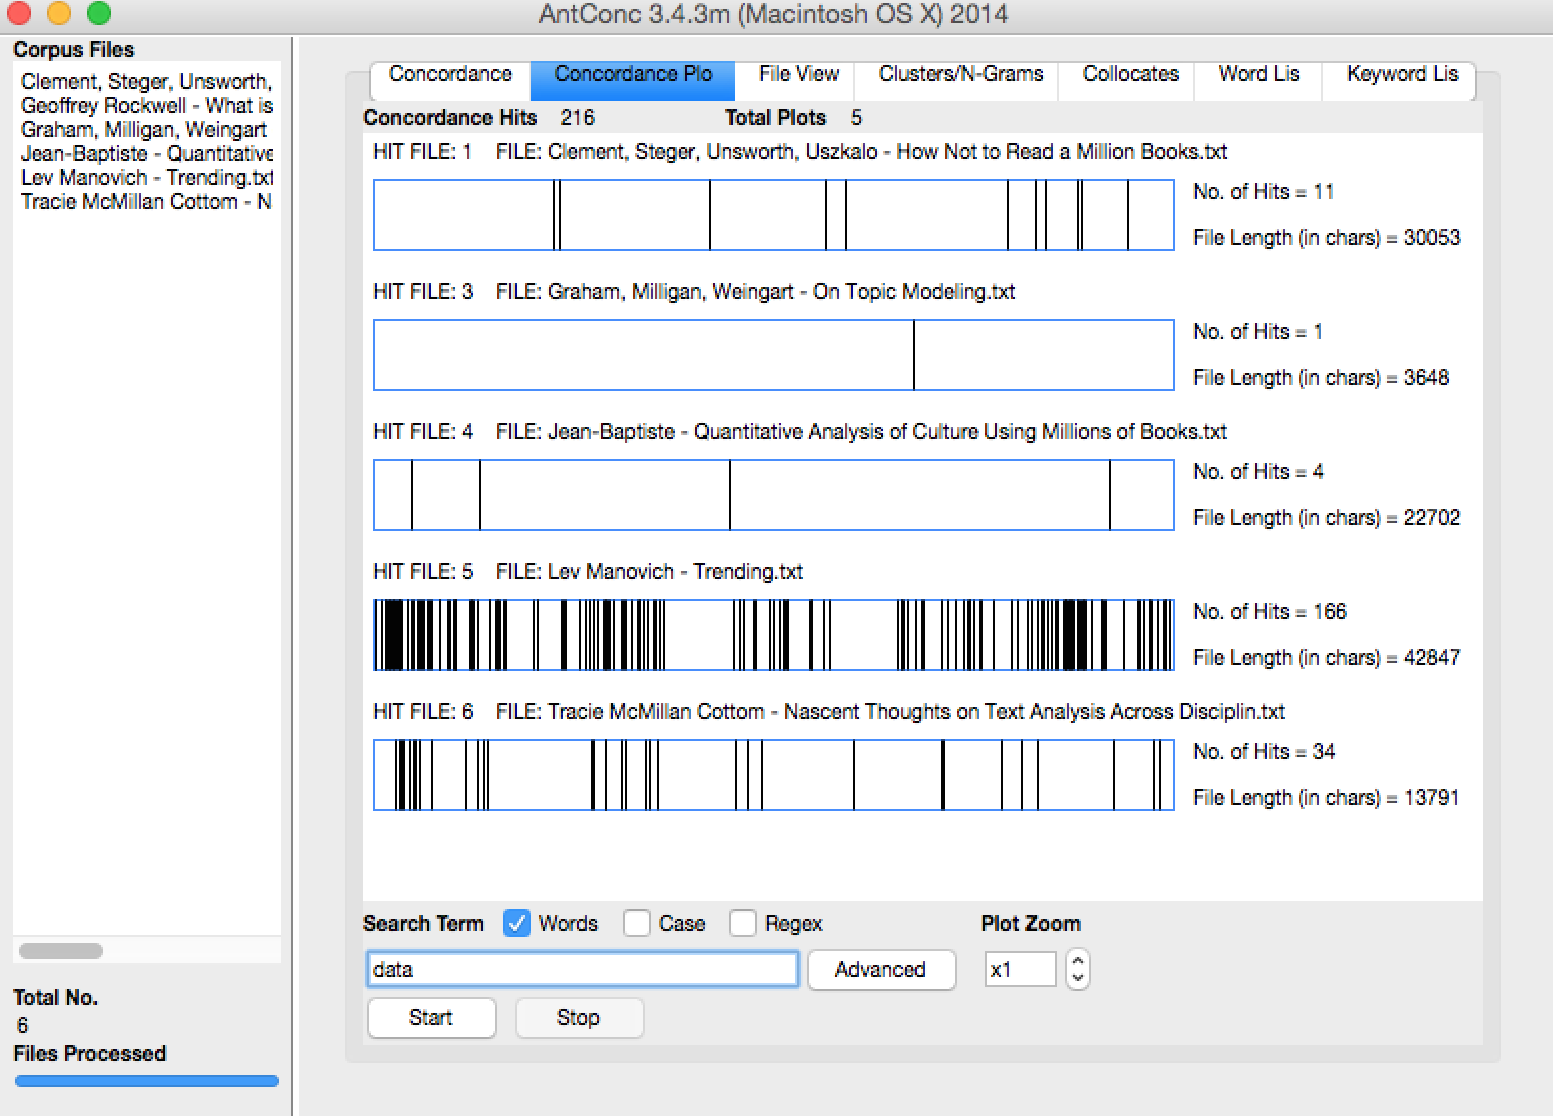 AntConc 3.4.3m (Macintosh OS X) 2014
Corpus Files
Clement, Steger, Unsworth,
Geoffrey Rockwell - What is
Graham, Milligan, Weingart
Jean-Baptiste - Quantitative
Lev Manovich - Trending.txt
Tracie McMillan Cottom - N
Total No.
6
Files Processed
Concordance Concordance Plo File View Clusters/N-Grams Collocates Word Lis Keyword Lis
Concordance Hits 216 Total Plots 5
HIT FILE: 1 FILE: Clement, Steger, Unsworth, Uszkalo - How Not to Read a Million Books.txt
No. of Hits = 11
File Length (in chars) = 30053
HIT FILE: 3 FILE: Graham, Milligan, Weingart - On Topic Modeling.txt
No. of Hits = 1
File Length (in chars) = 3648
HIT FILE: 4 FILE: Jean-Baptiste - Quantitative Analysis of Culture Using Millions of Books.txt
No. of Hits = 4
File Length (in chars) = 22702
HIT FILE: 5 FILE: Lev Manovich - Trending.txt
No. of Hits = 166
File Length (in chars) = 42847
HIT FILE: 6 FILE: Tracie McMillan Cottom - Nascent Thoughts on Text Analysis Across Disciplin.txt
No. of Hits = 34
File Length (in chars) = 13791
Search Term Words Case Regex Plot Zoom
data Advanced x1
Start Stop